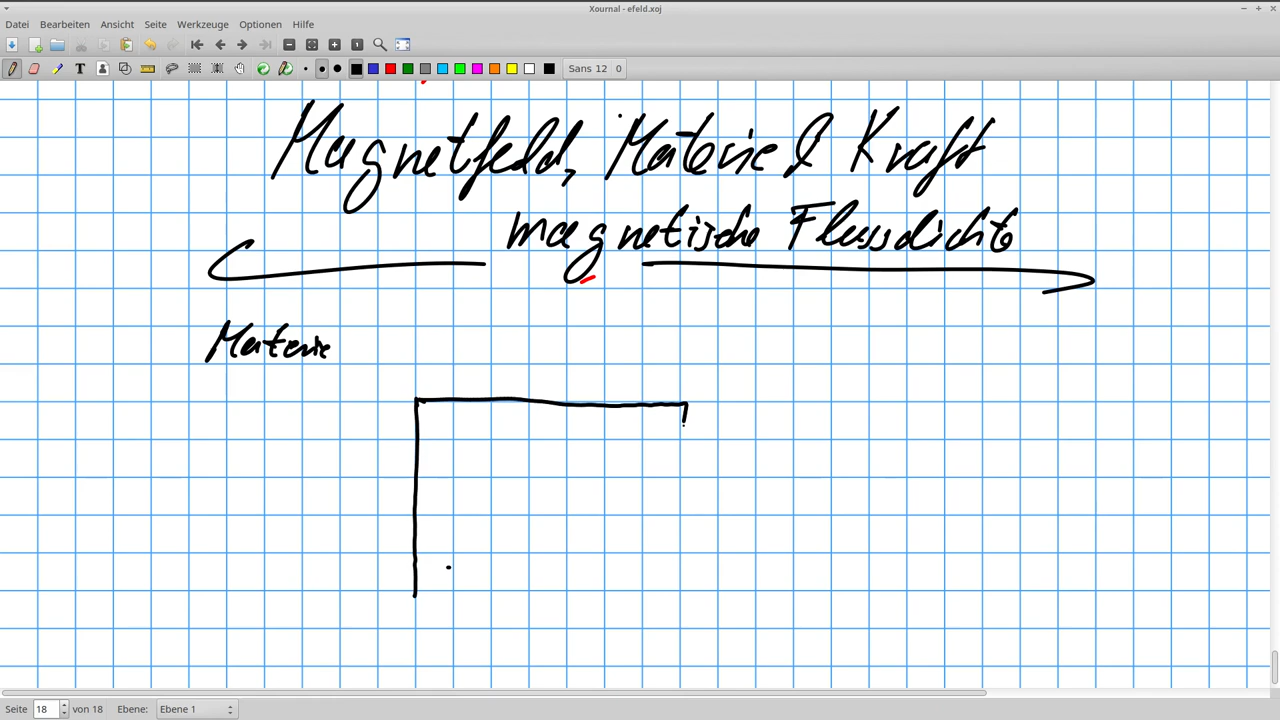 Xournal - efeld.xoj
Datei Bearbeiten Ansicht Seite Werkzeuge Optionen Hilfe
Sans 12 0
Magnetfeld, Materie & Kraft
magnetische Flussdichte
Materie
Seite 18 von 18 Ebene: Ebene 1